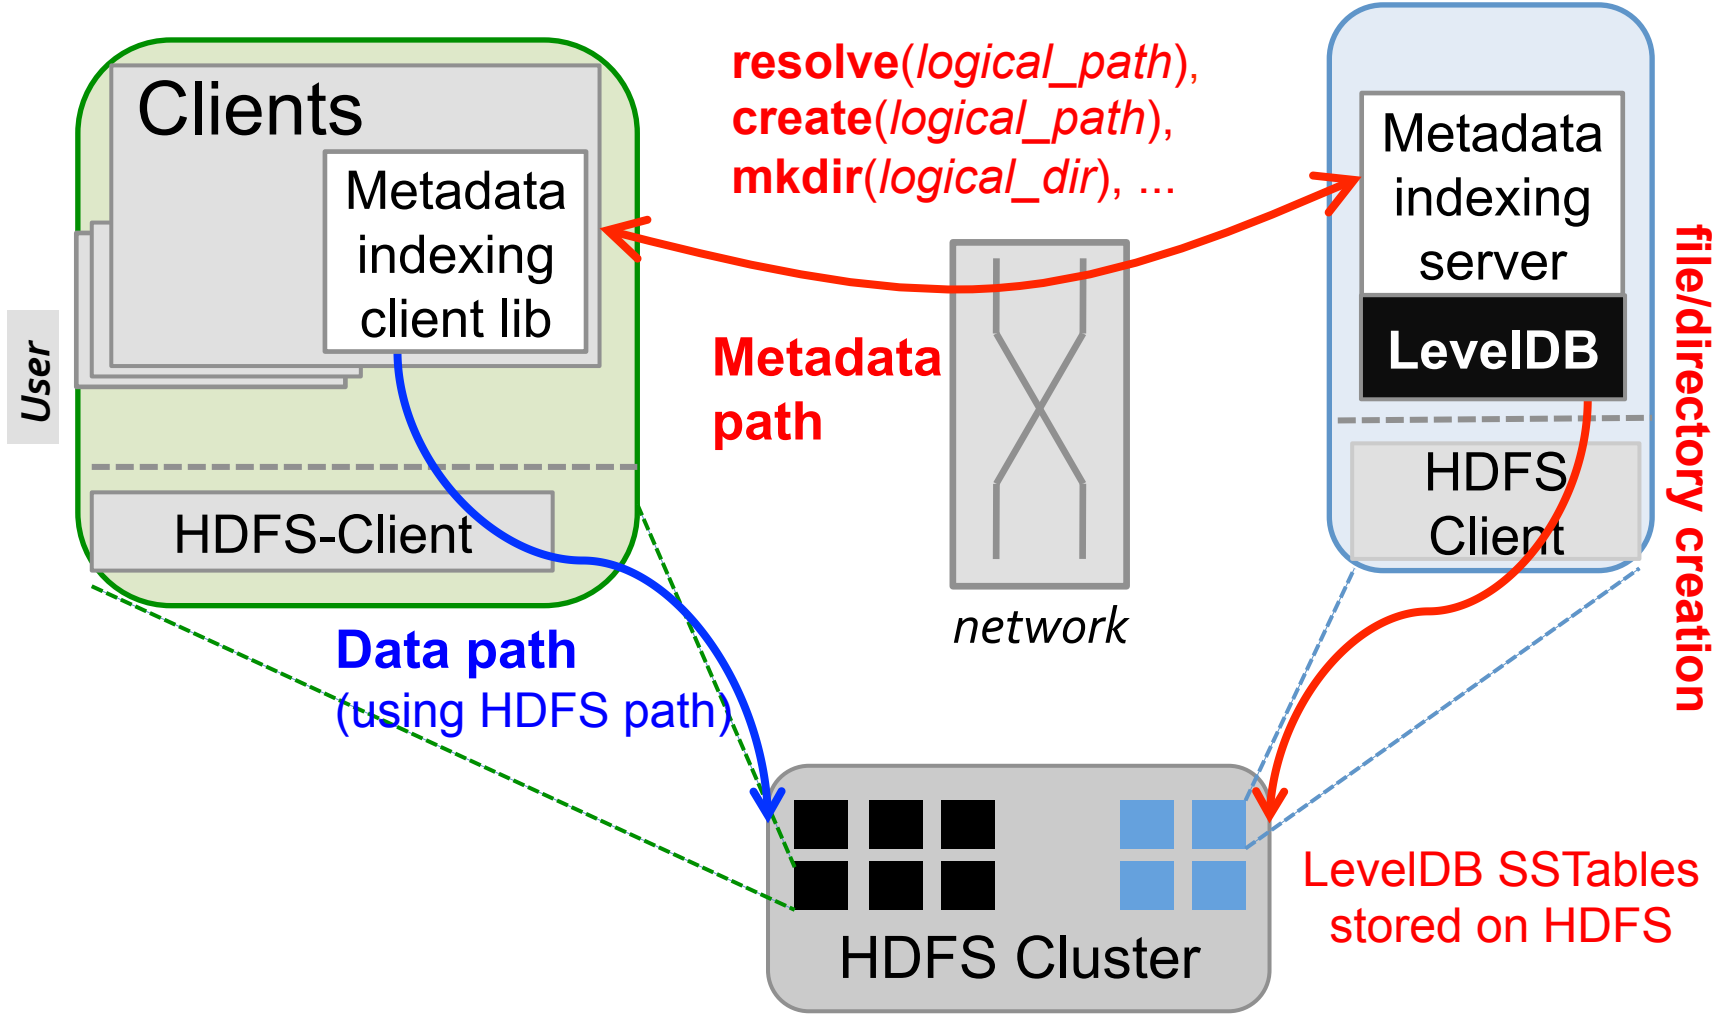 Clients
Metadata
indexing
client lib
User
HDFS-Client
resolve(logical_path),
create(logical_path),
mkdir(logical_dir), ...
Metadata
path
network
Metadata
indexing
server
LevelDB
HDFS
Client
file/directory creation
Data path
(using HDFS path)
HDFS Cluster
LevelDB SSTables
stored on HDFS